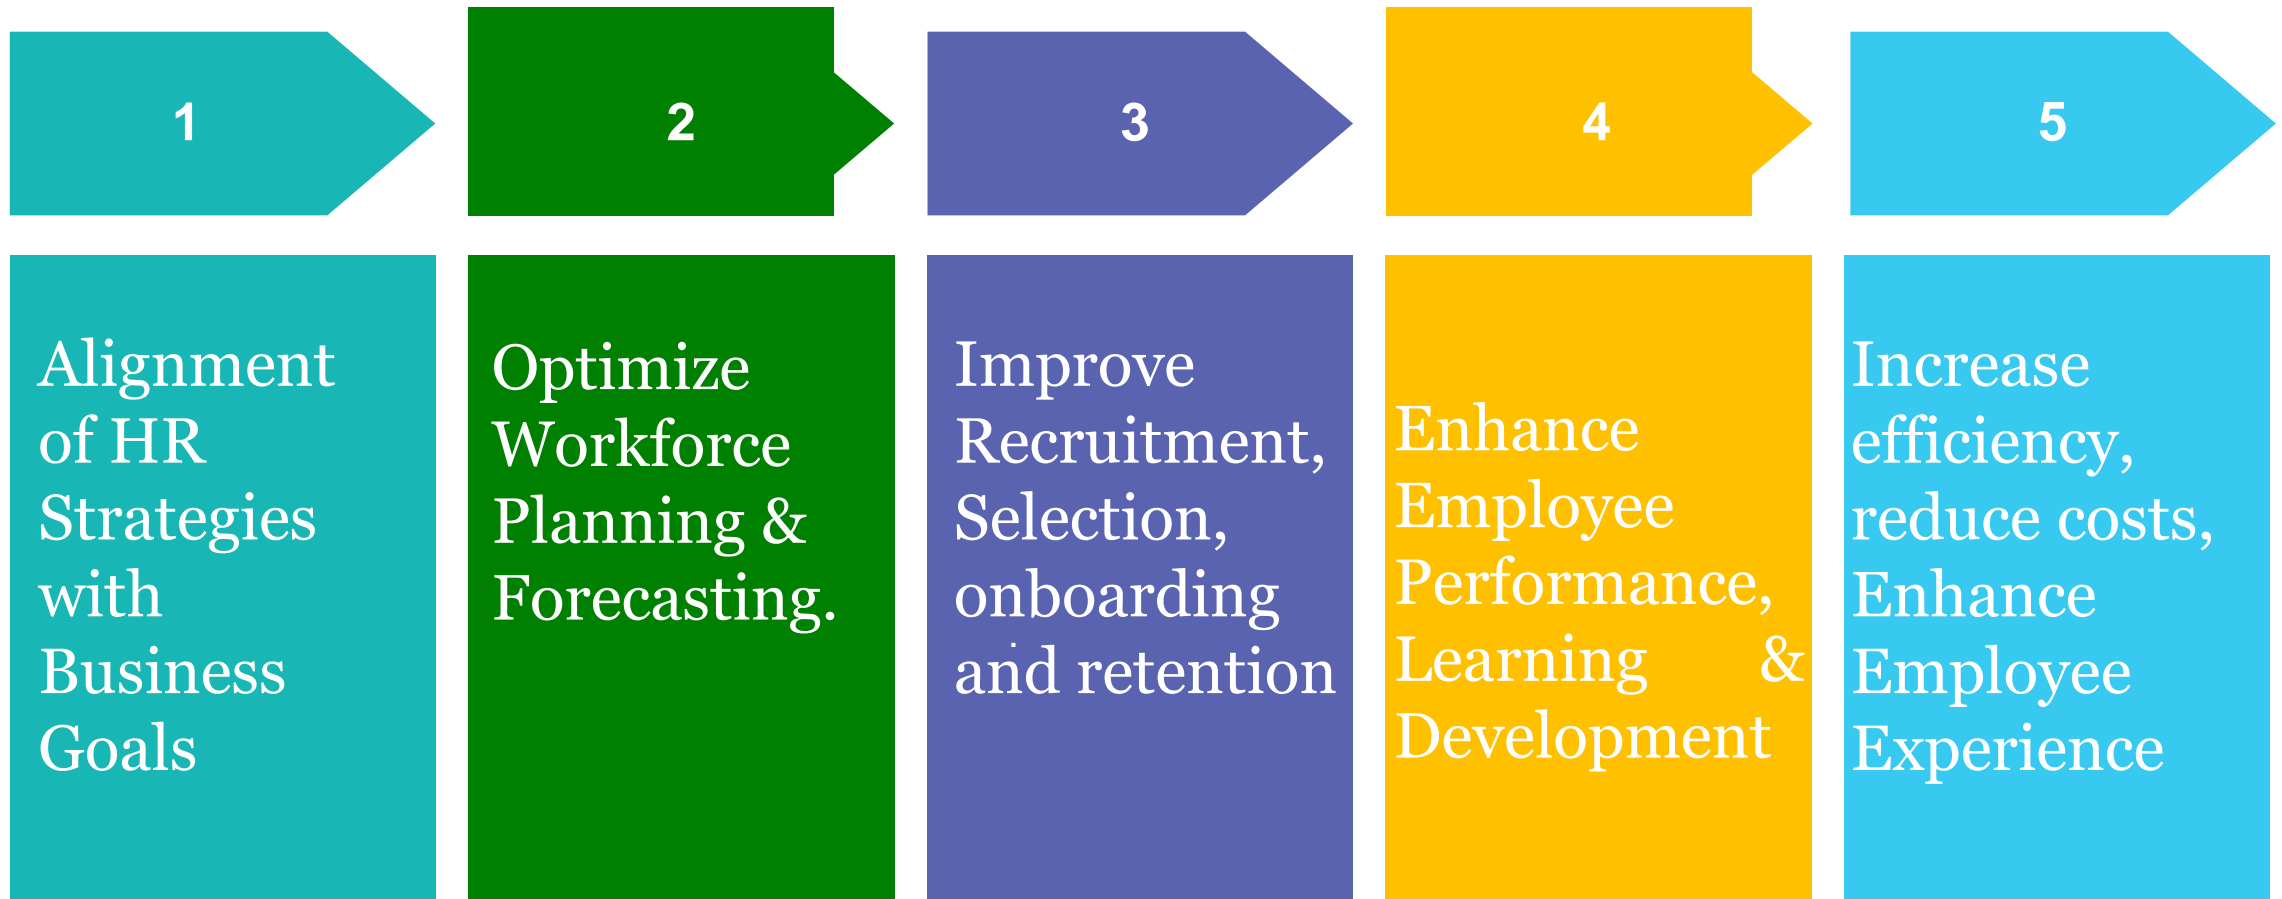 1
2
3
4
5
Alignment
of HR
Strategies
with
Business
Goals
Optimize
Workforce
Planning &
Forecasting.
Improve
Recruitment,
Selection,
onboarding
and retention
.
Enhance
Employee
Performance,
Learning &
Development
Increase
efficiency,
reduce costs,
Enhance
Employee
Experience